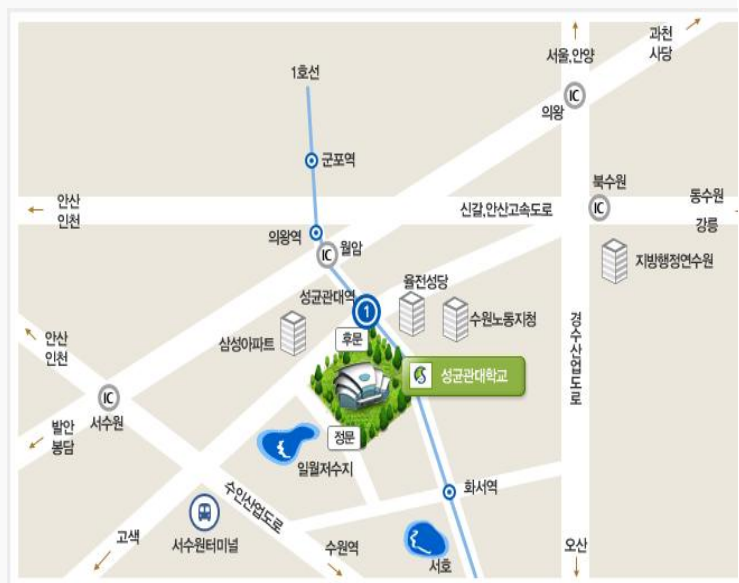 과천
사당
서울,안양
1호선
IC
의왕
군포역
북수원
안산
인천
신갈,안산고속도로
IC
동수원
강릉
의왕역
IC
월암
지방행정연수원
율전성당
성균관대역
1
수원노동지청
삼성아파트
후문
안산
인천
성균관대학교
경수산업도로
IC
서수원
발안
봉담
정문
일월저수지
화서역
수인산업도로
고색
서수원터미널
수원역
서호
오산